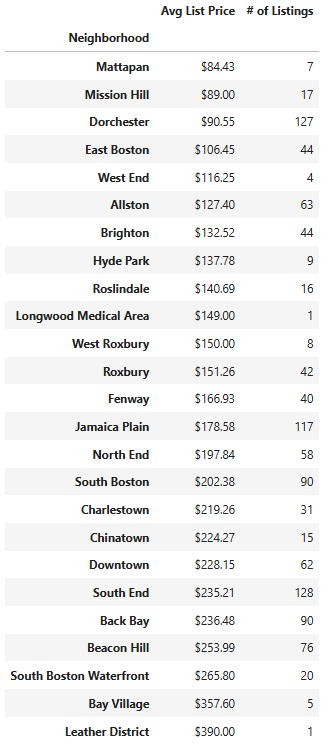 Avg List Price # of Listings
Neighborhood
Mattapan $84.43 7
Mission Hill $89.00 17
Dorchester $90.55 127
East Boston $106.45 44
West End $116.25 4
Allston $127.40 63
Brighton $132.52 44
Hyde Park $137.78 9
Roslindale $140.69 16
Longwood Medical Area $149.00 1
West Roxbury $150.00 8
Roxbury $151.26 42
Fenway $166.93 40
Jamaica Plain $178.58 117
North End $197.84 58
South Boston $202.38 90
Charlestown $219.26 31
Chinatown $224.27 15
Downtown $228.15 62
South End $235.21 128
Back Bay $236.48 90
Beacon Hill $253.99 76
South Boston Waterfront $265.80 20
Bay Village $357.60 5
Leather District $390.00 1